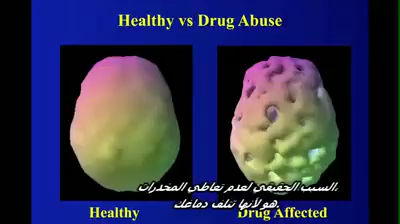 Healthy vs Drug Abuse
السبب الحقيقي لعدم تعاطي المخدرات،
هو لأنها تتلف دماغك.
Healthy
Drug Affected